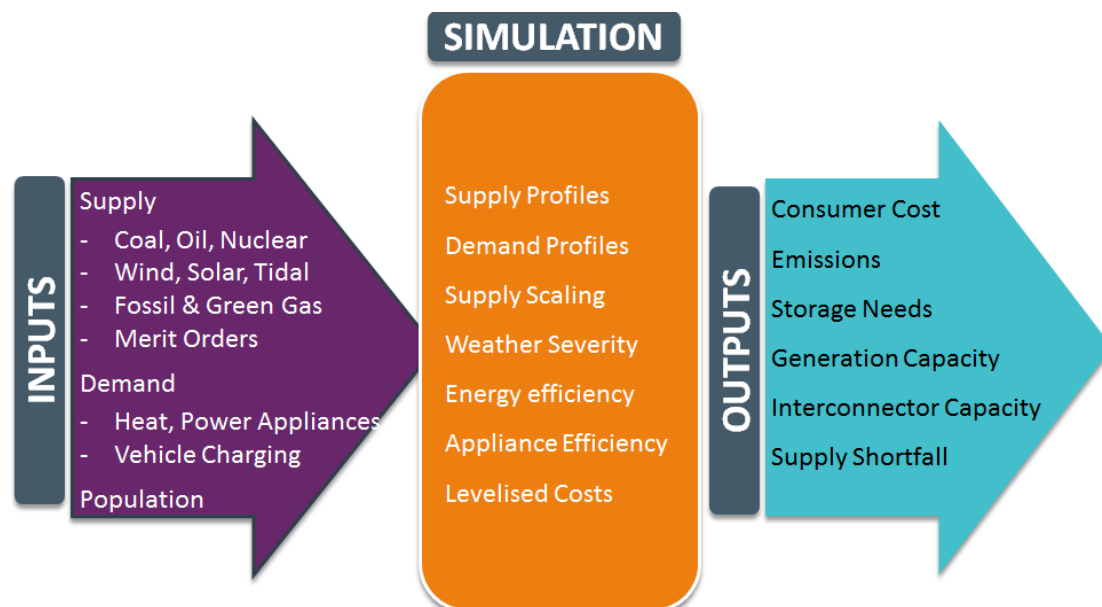 SIMULATION
INPUTS
Supply
- Coal, Oil, Nuclear
- Wind, Solar, Tidal
- Fossil & Green Gas
- Merit Orders
Demand
- Heat, Power Appliances
- Vehicle Charging
Population
Supply Profiles
Demand Profiles
Supply Scaling
Weather Severity
Energy efficiency
Appliance Efficiency
Levelised Costs
OUTPUTS
Consumer Cost
Emissions
Storage Needs
Generation Capacity
Interconnector Capacity
Supply Shortfall